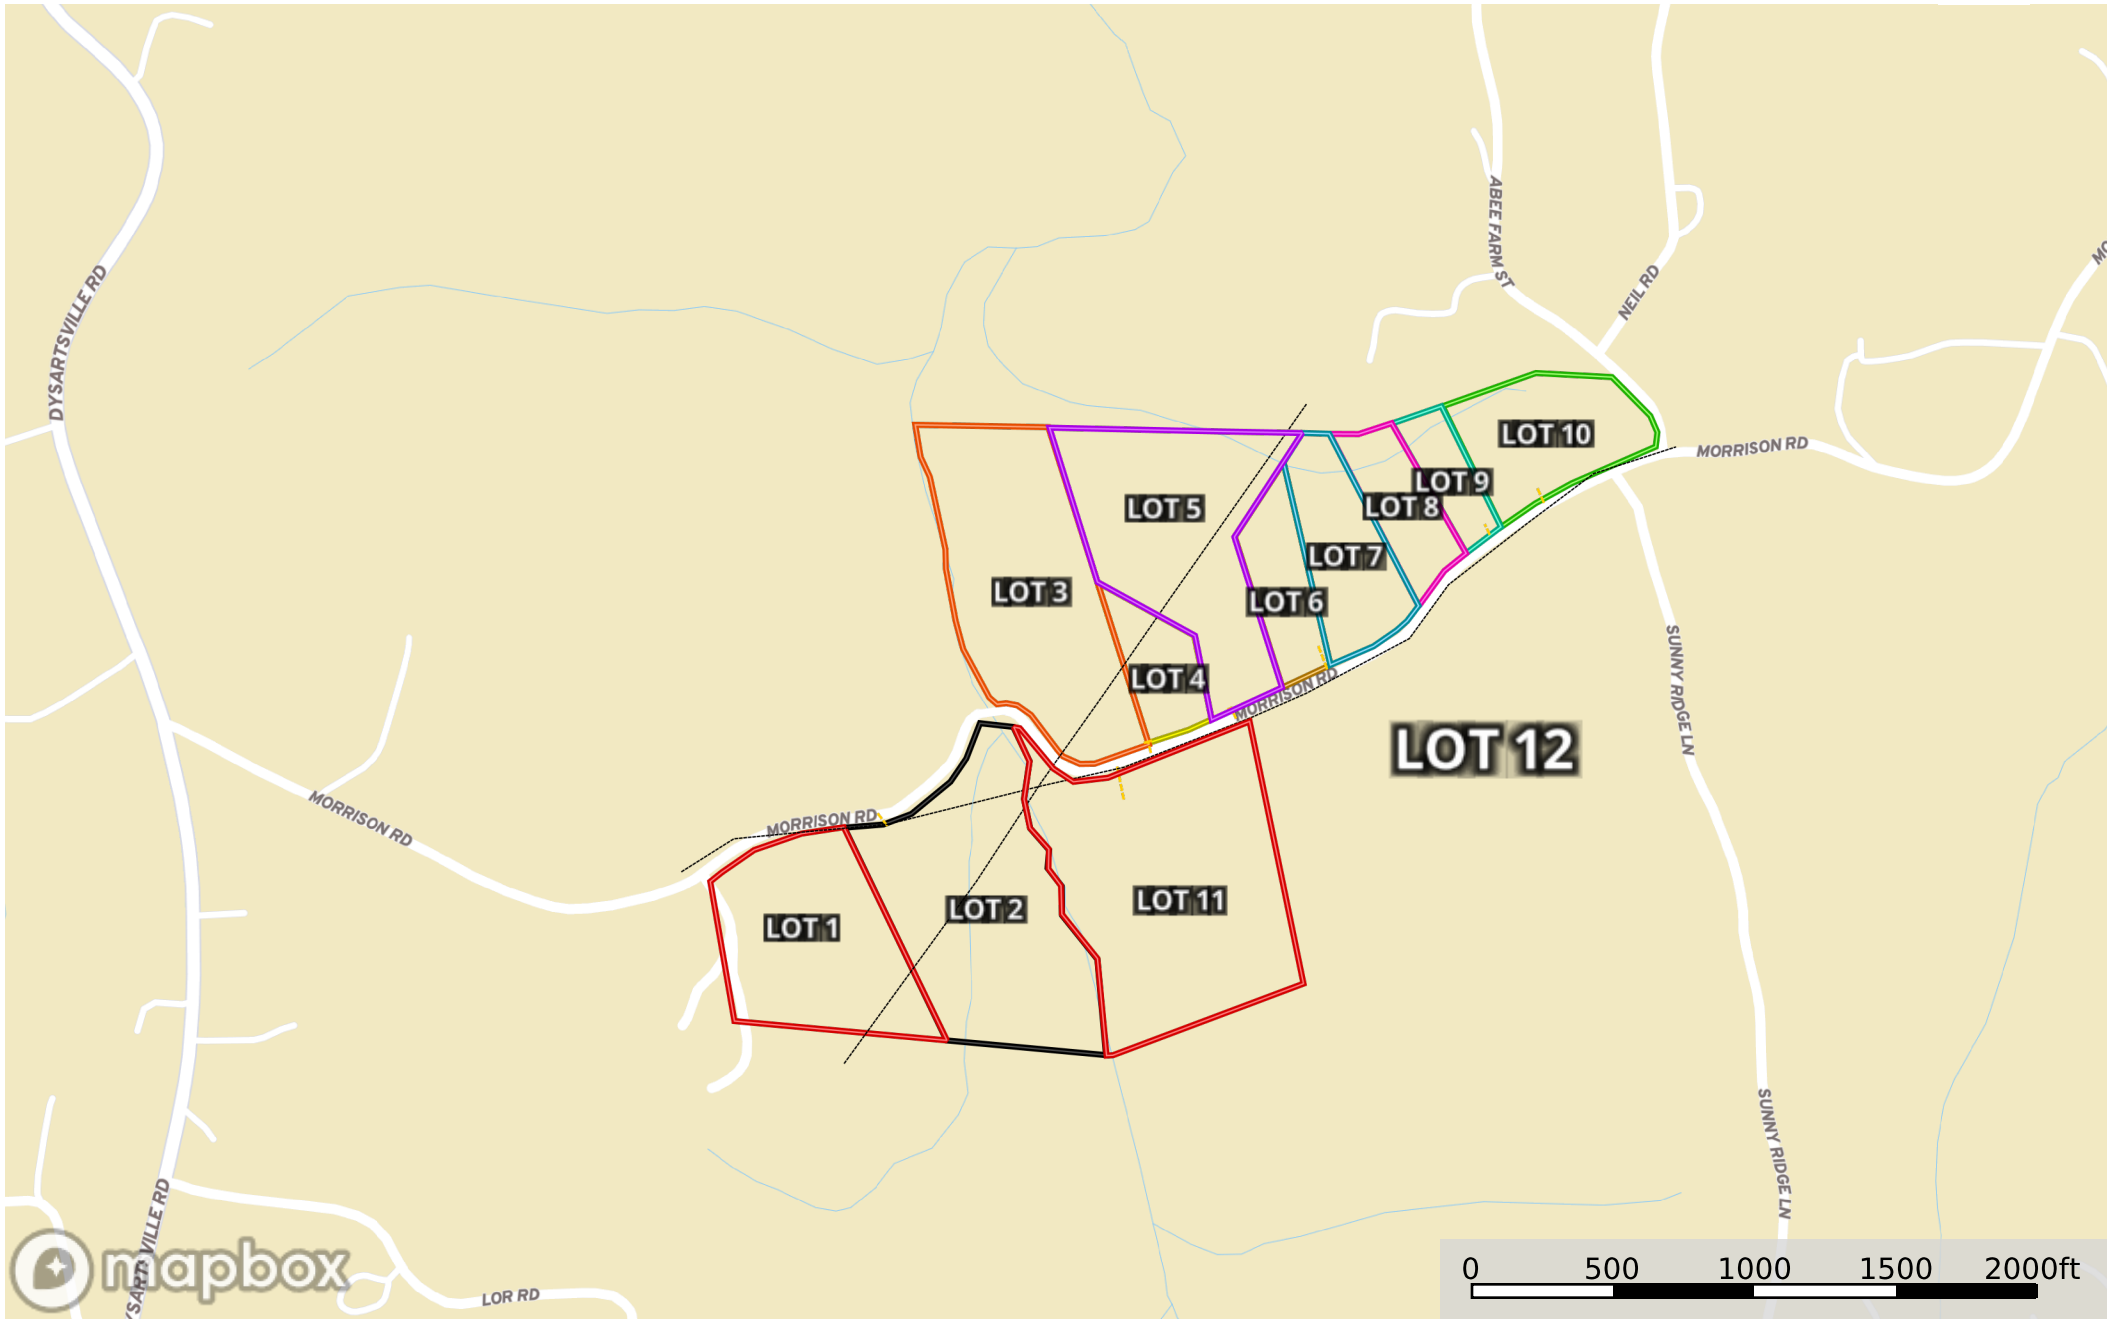 ABEE FARM ST
MO
DYSARTSVILLE RD
NEIL RD
LOT 10
MORRISON RD
LOT 9
LOT 5
LOT 8
LOT 7
LOT 3
LOT 6
LOT 4
MORRISON RD
SUNNY RIDGE LN
LOT 12
MORRISON RD
MORRISON RD
LOT 11
LOT 2
LOT 1
SUNNY RIDGE LN
YSARTSVILLE RD
mapbox
LOR RD
0 500 1000 1500 2000ft